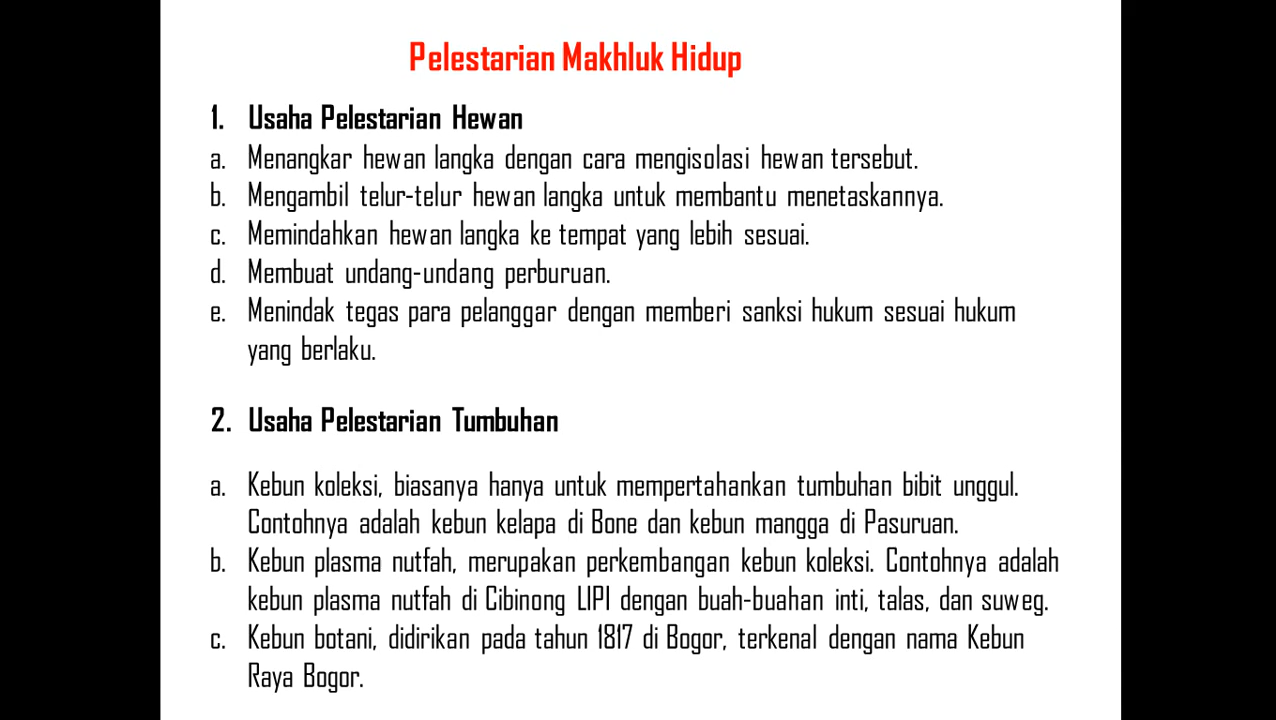 Pelestarian Makhluk Hidup
1. Usaha Pelestarian Hewan
a. Menangkar hewan langka dengan cara mengisolasi hewan tersebut.
b. Mengambil telur-telur hewan langka untuk membantu menetaskannya.
c. Memindahkan hewan langka ke tempat yang lebih sesuai.
d. Membuat undang-undang perburuan.
e. Menindak tegas para pelanggar dengan memberi sanksi hukum sesuai hukum
yang berlaku.
2. Usaha Pelestarian Tumbuhan
a. Kebun koleksi, biasanya hanya untuk mempertahankan tumbuhan bibit unggul.
Contohnya adalah kebun kelapa di Bone dan kebun mangga di Pasuruan.
b. Kebun plasma nutfah, merupakan perkembangan kebun koleksi. Contohnya adalah
kebun plasma nutfah di Cibinong LIPI dengan buah-buahan inti, talas, dan suweg.
c. Kebun botani, didirikan pada tahun 1817 di Bogor, terkenal dengan nama Kebun
Raya Bogor.